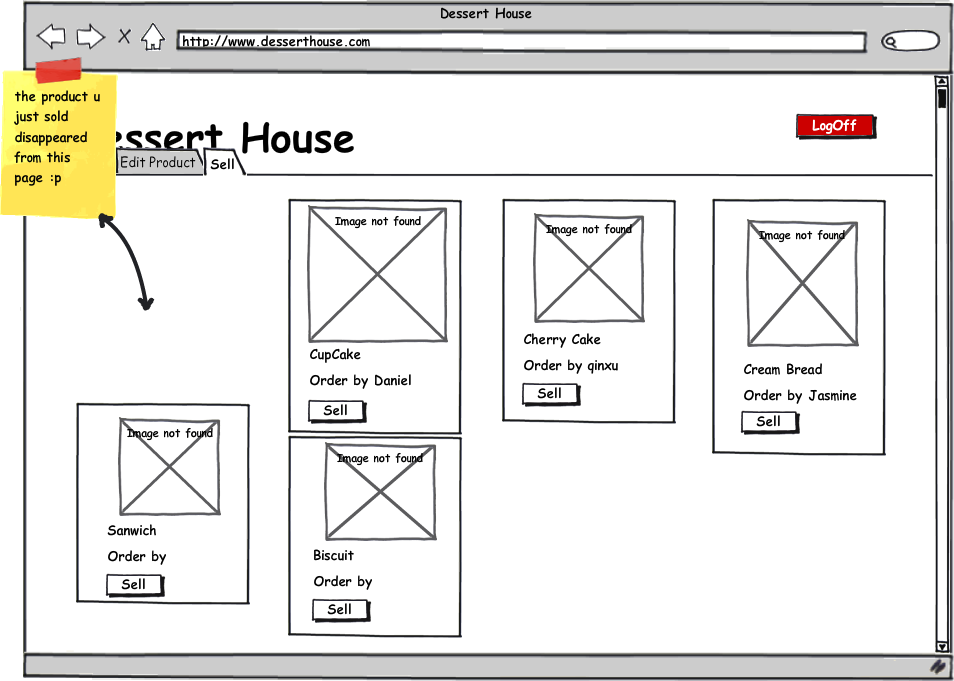 Dessert House
http://www.desserthouse.com
the product u
just sold
disappeared
from this
page :p
essert House
LogOff
Edit Product
Sell
Image not found
CupCake
Order by Daniel
Sell
Image not found
Cherry Cake
Order by qinxu
Sell
Image not found
Cream Bread
Order by Jasmine
Sell
Image not found
Sanwich
Order by
Sell
Image not found
Biscuit
Order by
Sell